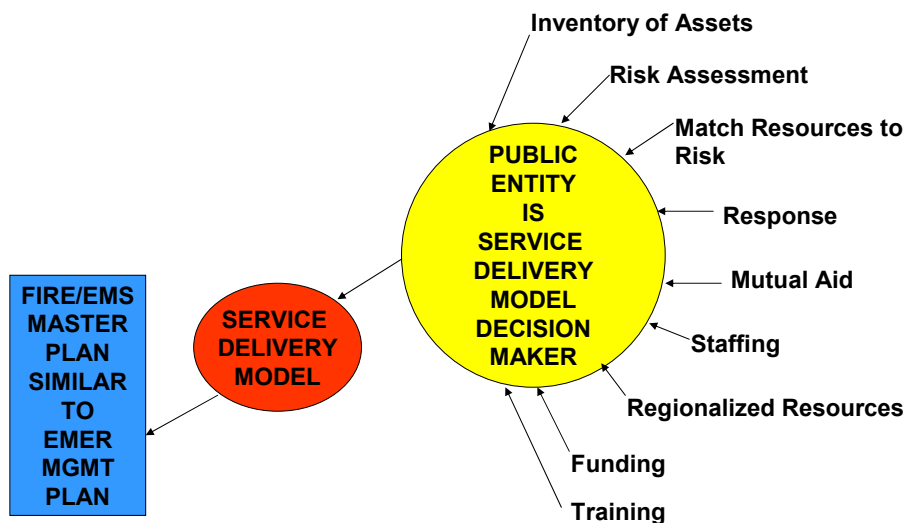 Inventory of Assets
Risk Assessment
Match Resources to
Risk
Response
Mutual Aid
Staffing
Regionalized Resources
Funding
Training
PUBLIC
ENTITY
IS
SERVICE
DELIVERY
MODEL
DECISION
MAKER
SERVICE
DELIVERY
MODEL
FIRE/EMS
MASTER
PLAN
SIMILAR
TO
EMER
MGMT
PLAN